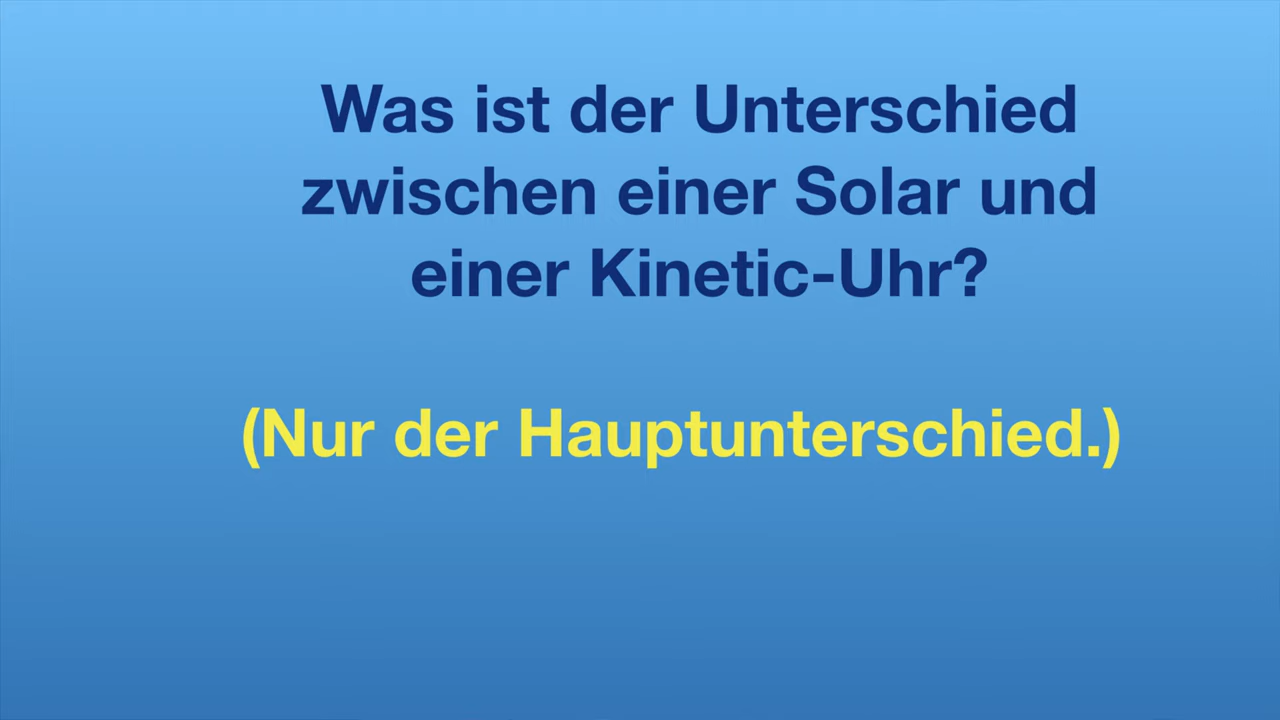 Was ist der Unterschied
zwischen einer Solar und
einer Kinetic-Uhr?
(Nur der Hauptunterschied.)